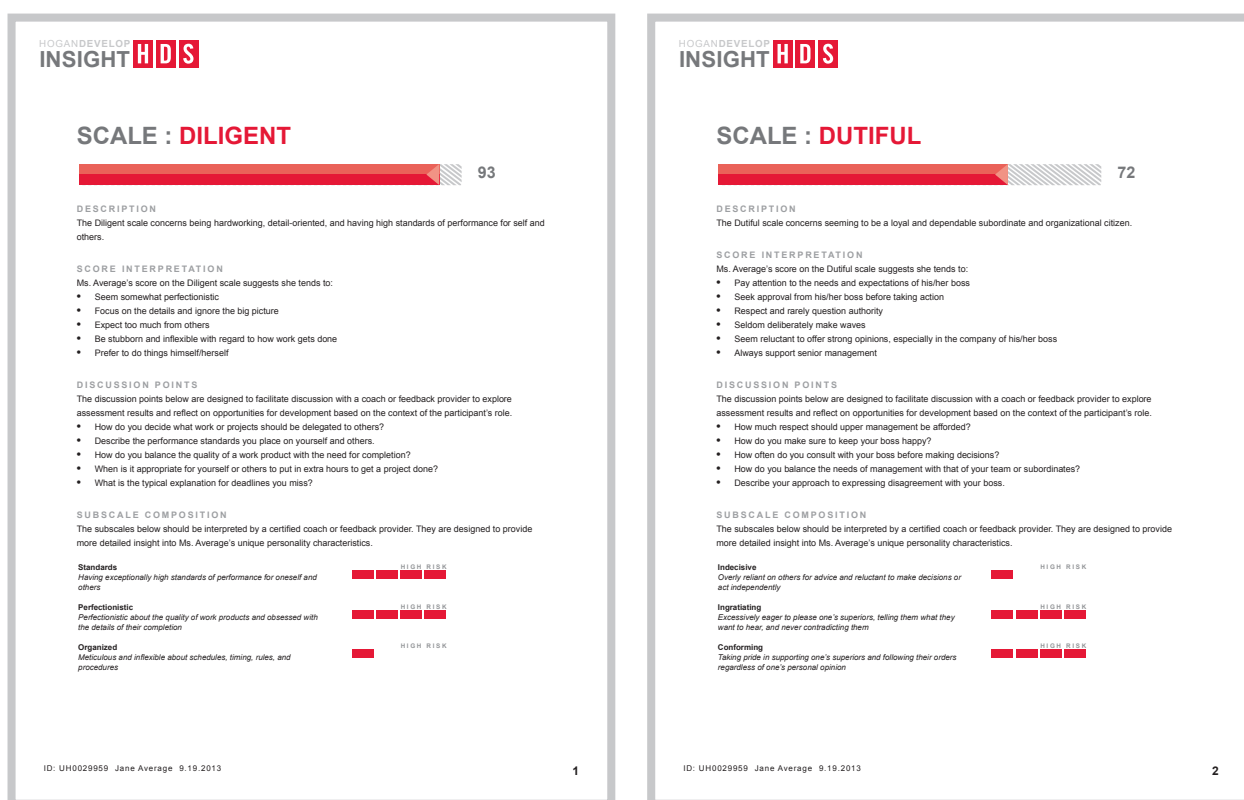 HOGANDEVELOP
INSIGHT HDS
SCALE : DILIGENT
93
DESCRIPTION
The Diligent scale concerns being hardworking, detail-oriented, and having high standards of performance for self and
others.
SCORE INTERPRETATION
Ms. Average's score on the Diligent scale suggests she tends to:
• Seem somewhat perfectionistic
• Focus on the details and ignore the big picture
• Expect too much from others
• Be stubborn and inflexible with regard to how work gets done
• Prefer to do things himself/herself
DISCUSSION POINTS
The discussion points below are designed to facilitate discussion with a coach or feedback provider to explore
assessment results and reflect on opportunities for development based on the context of the participant's role.
• How do you decide what work or projects should be delegated to others?
• Describe the performance standards you place on yourself and others.
• How do you balance the quality of a work product with the need for completion?
• When is it appropriate for yourself or others to put in extra hours to get a project done?
• What is the typical explanation for deadlines you miss?
SUBSCALE COMPOSITION
The subscales below should be interpreted by a certified coach or feedback provider. They are designed to provide
more detailed insight into Ms. Average's unique personality characteristics.
Standards
HIGH RISK
Having exceptionally high standards of performance for oneself and
others
Perfectionistic
HIGH RISK
Perfectionistic about the quality of work products and obsessed with
the details of their completion
Organized
HIGH RISK
Meticulous and inflexible about schedules, timing, rules, and
procedures
ID: UH0029959 Jane Average 9.19.2013
1
HOGANDEVELOP
INSIGHT HDS
SCALE : DUTIFUL
72
DESCRIPTION
The Dutiful scale concerns seeming to be a loyal and dependable subordinate and organizational citizen.
SCORE INTERPRETATION
Ms. Average's score on the Dutiful scale suggests she tends to:
• Pay attention to the needs and expectations of his/her boss
• Seek approval from his/her boss before taking action
• Respect and rarely question authority
• Seldom deliberately make waves
• Seem reluctant to offer strong opinions, especially in the company of his/her boss
• Always support senior management
DISCUSSION POINTS
The discussion points below are designed to facilitate discussion with a coach or feedback provider to explore
assessment results and reflect on opportunities for development based on the context of the participant's role.
• How much respect should upper management be afforded?
• How do you make sure to keep your boss happy?
• How often do you consult with your boss before making decisions?
• How do you balance the needs of management with that of your team or subordinates?
• Describe your approach to expressing disagreement with your boss.
SUBSCALE COMPOSITION
The subscales below should be interpreted by a certified coach or feedback provider. They are designed to provide
more detailed insight into Ms. Average's unique personality characteristics.
Indecisive
HIGH RISK
Overly reliant on others for advice and reluctant to make decisions or
act independently
Ingratiating
HIGH RISK
Excessively eager to please one's superiors, telling them what they
want to hear, and never contradicting them
Conforming
HIGH RISK
Taking pride in supporting one's superiors and following their orders
regardless of one's personal opinion
ID: UH0029959 Jane Average 9.19.2013
2